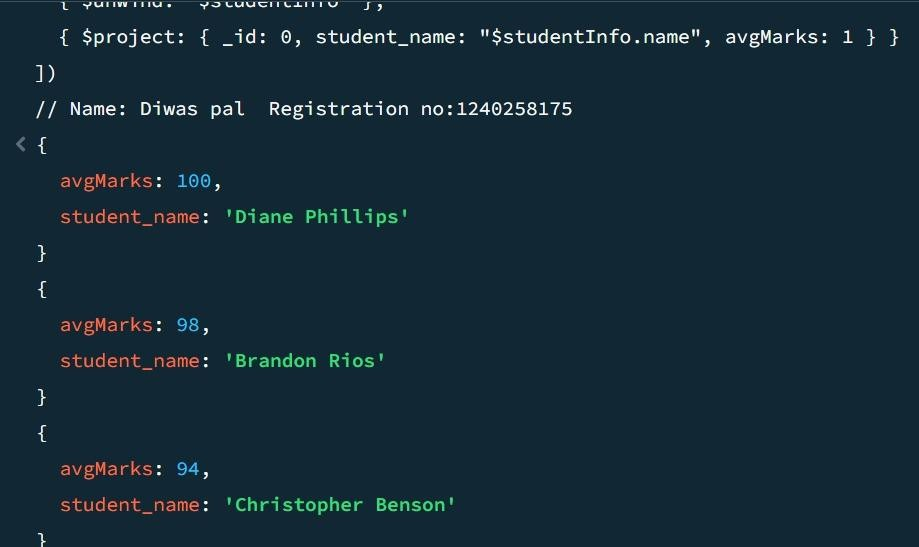 { $unwind: "$studentInfo" },
{ $project: { _id: 0, student_name: "$studentInfo.name", avgMarks: 1 } }
])
// Name: Diwas pal  Registration no:1240258175
< {
avgMarks: 100,
student_name: 'Diane Phillips'
}
{
avgMarks: 98,
student_name: 'Brandon Rios'
}
{
avgMarks: 94,
student_name: 'Christopher Benson'
}